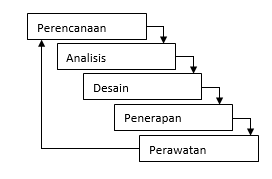 Perencanaan
Analisis
Desain
Penerapan
Perawatan